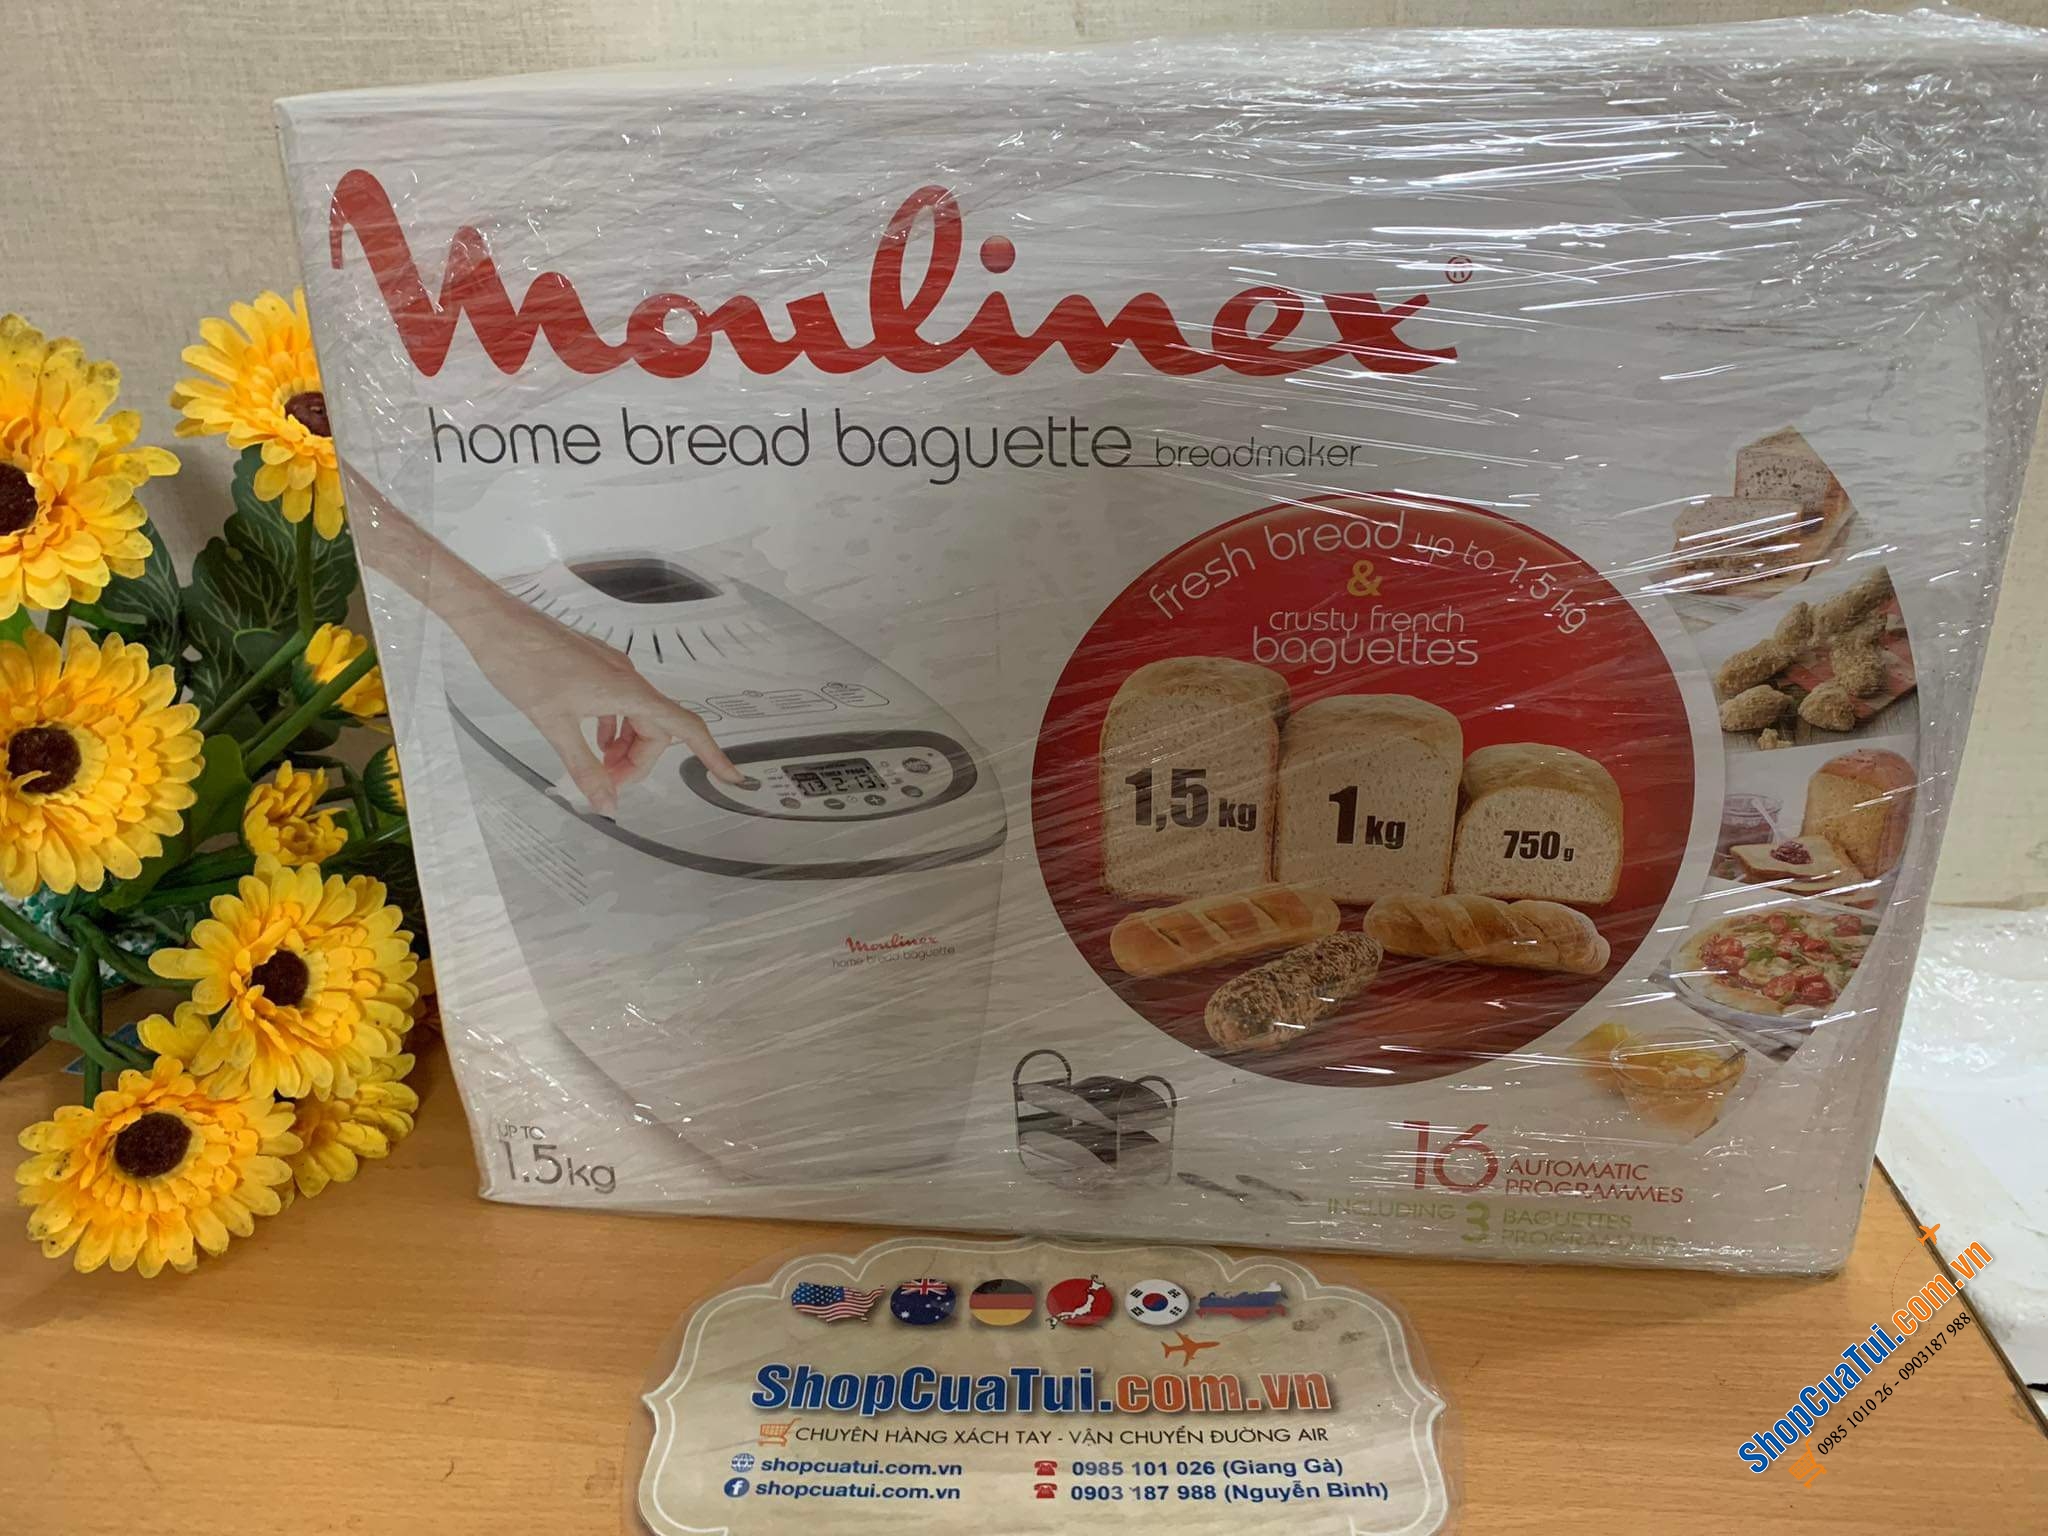 Moulinex®
home bread baguette breadmaker
fresh bread up to 1.5kg
&
crusty french
baguettes
1,5 kg
1 kg
750 g
Moulinex
home bread baguette
UP TO
1.5kg
16 AUTOMATIC
PROGRAMMES
INCLUDING 3 BAGUETTES
PROGRAMMES
ShopCuaTui.com.vn
CHUYÊN HÀNG XÁCH TAY - VẬN CHUYỂN ĐƯỜNG AIR
shopcuatui.com.vn
0985 101 026 (Giang Gà)
shopcuatui.com.vn
0903 187 988 (Nguyễn Bình)
ShopCuaTui.com.vn
0985 1010 26 - 0903187 988